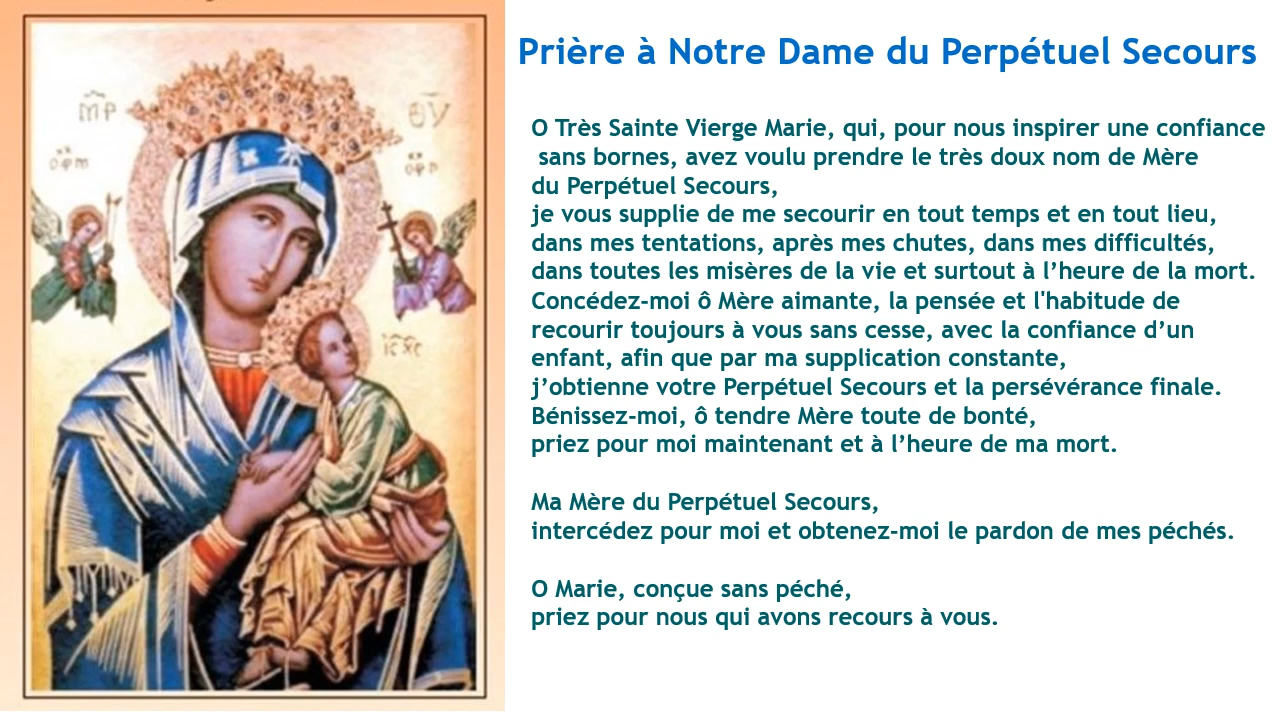 Prière à Notre Dame du Perpétuel Secours
O Très Sainte Vierge Marie, qui, pour nous inspirer une confiance
sans bornes, avez voulu prendre le très doux nom de Mère
du Perpétuel Secours,
je vous supplie de me secourir en tout temps et en tout lieu,
dans mes tentations, après mes chutes, dans mes difficultés,
dans toutes les misères de la vie et surtout à l’heure de la mort.
Concédez-moi ô Mère aimante, la pensée et l'habitude de
recourir toujours à vous sans cesse, avec la confiance d’un
enfant, afin que par ma supplication constante,
j’obtienne votre Perpétuel Secours et la persévérance finale.
Bénissez-moi, ô tendre Mère toute de bonté,
priez pour moi maintenant et à l’heure de ma mort.
Ma Mère du Perpétuel Secours,
intercédez pour moi et obtenez-moi le pardon de mes péchés.
O Marie, conçue sans péché,
priez pour nous qui avons recours à vous.